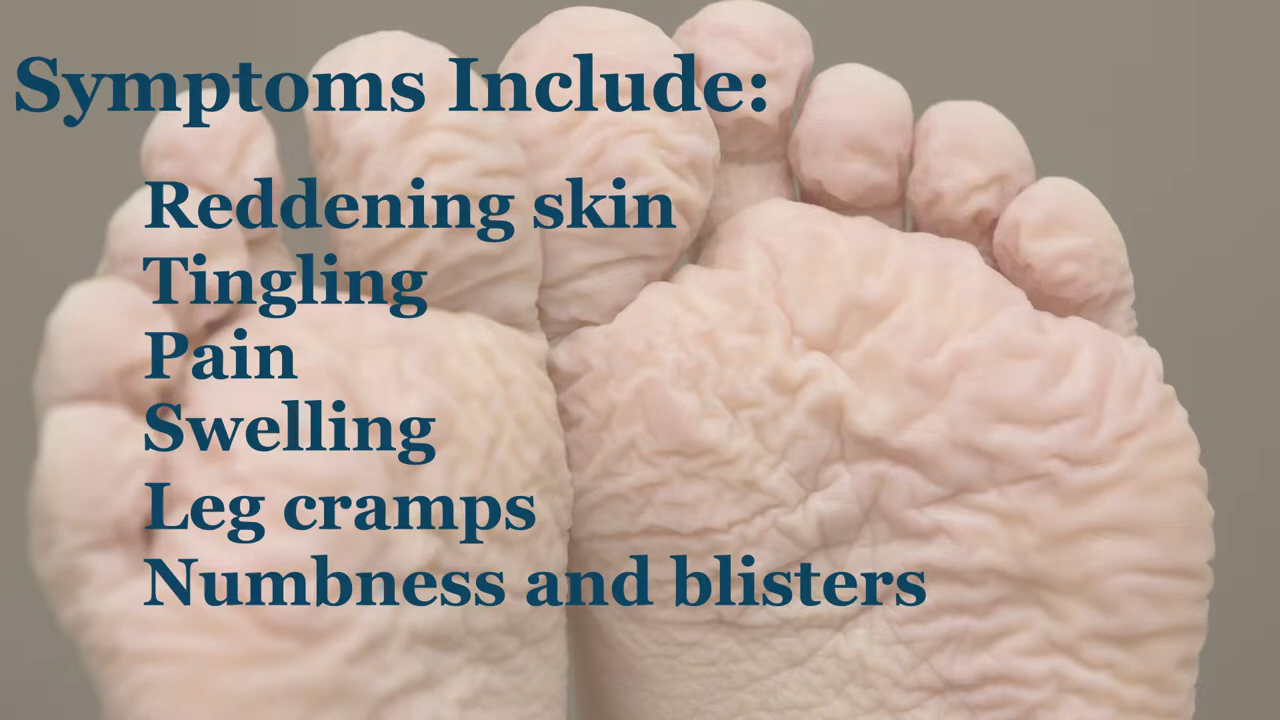 Symptoms Include:
Reddening skin
Tingling
Pain
Swelling
Leg cramps
Numbness and blisters